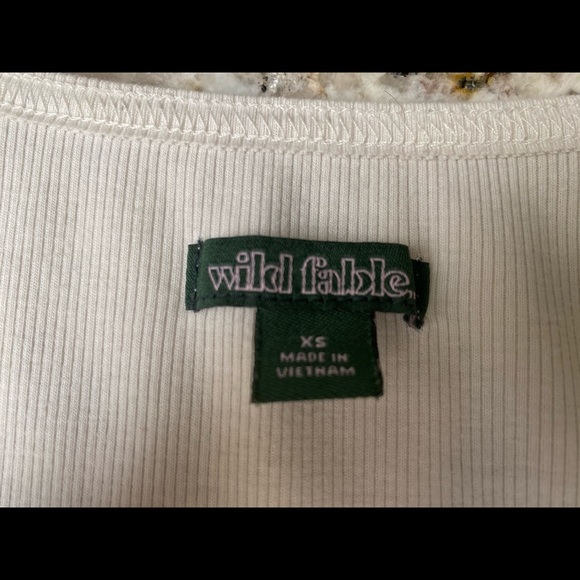 wild fable.
XS
MADE IN
VIETNAM